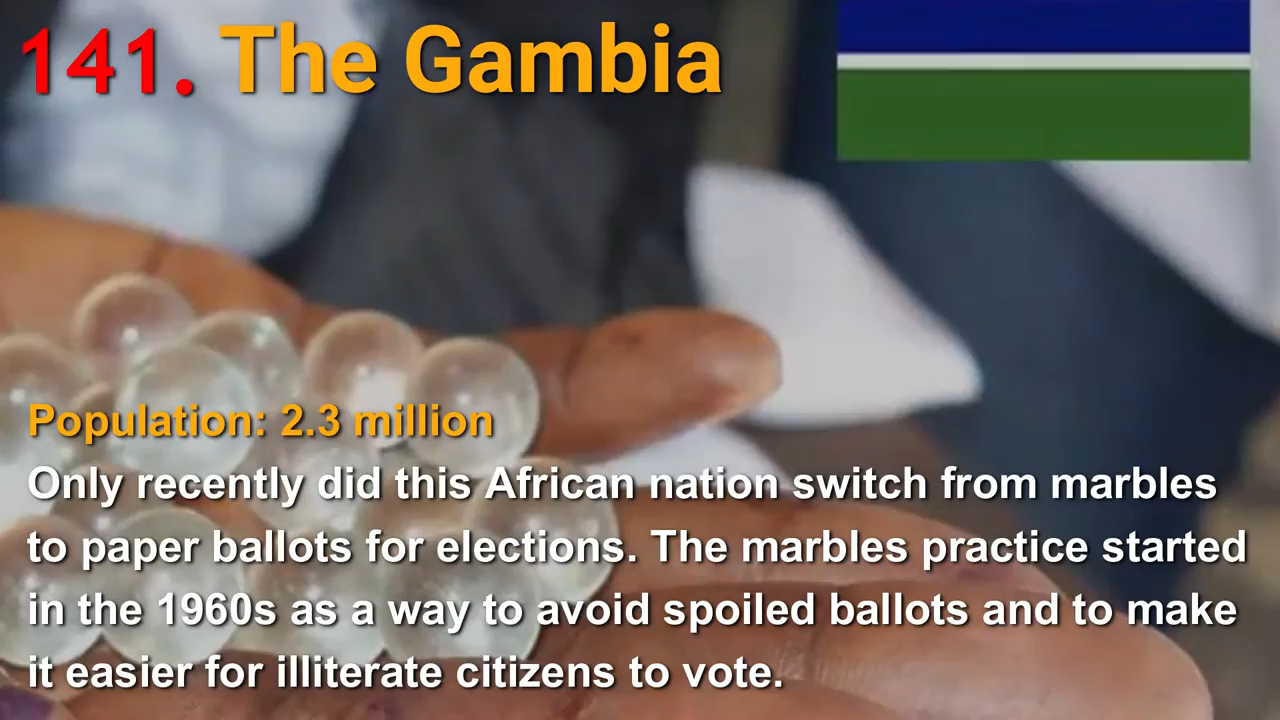 141. The Gambia
Population: 2.3 million
Only recently did this African nation switch from marbles
to paper ballots for elections. The marbles practice started
in the 1960s as a way to avoid spoiled ballots and to make
it easier for illiterate citizens to vote.